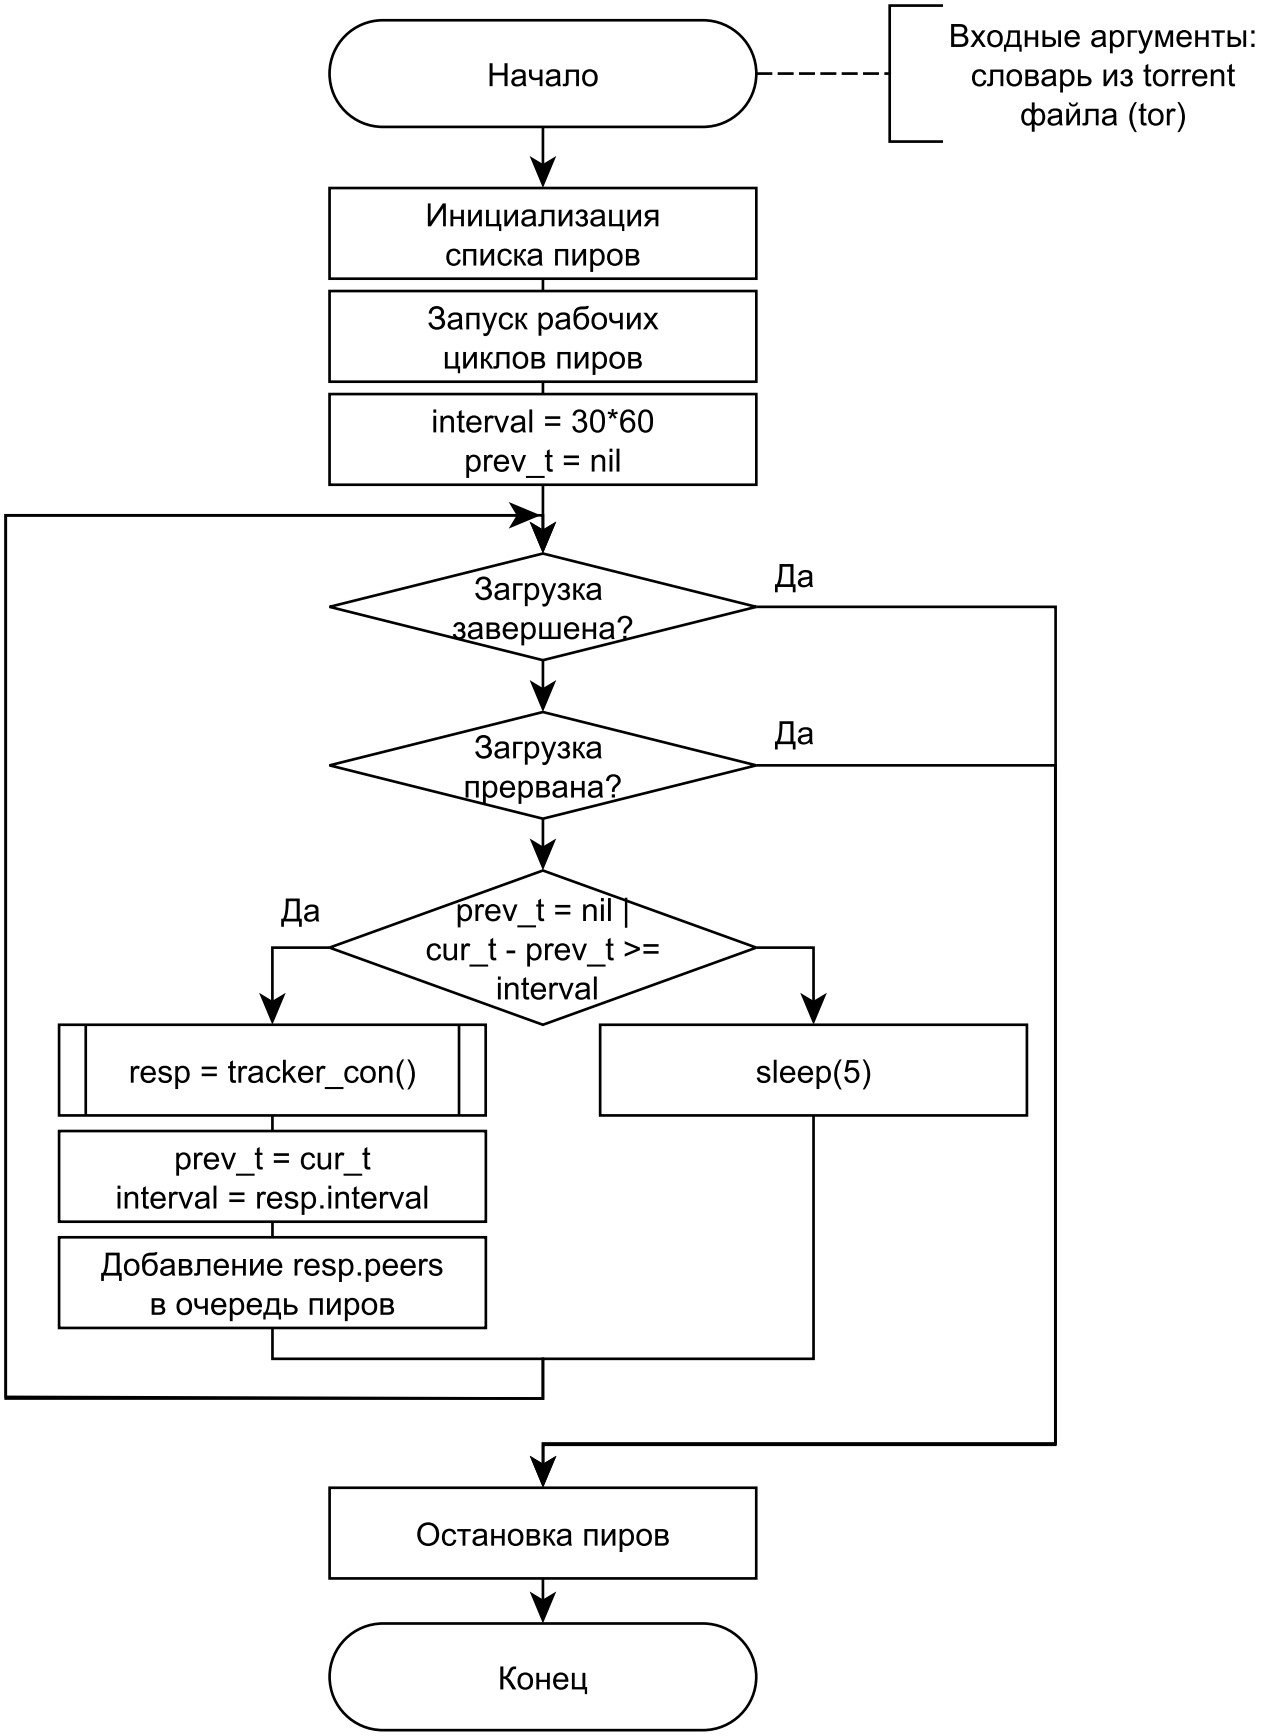 Начало
Входные аргументы:
словарь из torrent
файла (tor)
Инициализация
списка пиров
Запуск рабочих
циклов пиров
interval = 30*60
prev_t = nil
Загрузка
завершена?
Да
Загрузка
прервана?
Да
Да
prev_t = nil |
cur_t - prev_t >=
interval
resp = tracker_con()
sleep(5)
prev_t = cur_t
interval = resp.interval
Добавление resp.peers
в очередь пиров
Остановка пиров
Конец